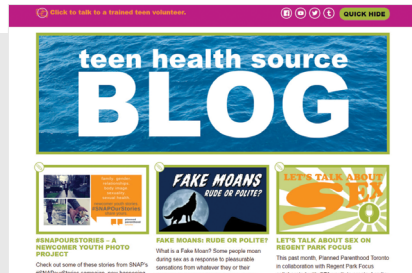 Click to talk to a trained teen volunteer.
QUICK HIDE
teen health source
BLOG
#SNAPOURSTORIES – A
NEWCOMER YOUTH PHOTO
PROJECT
Check out some of these stories from SNAP's
FAKE MOANS
RUDE OR POLITE?
FAKE MOANS: RUDE OR POLITE?
What is a Fake Moan? Some people moan
during sex as a response to pleasurable
sensations from whatever they or their
LET'S TALK ABOUT
SEX
LET'S TALK ABOUT SEX ON
REGENT PARK FOCUS
This past month, Planned Parenthood Toronto
in collaboration with Regent Park Focus